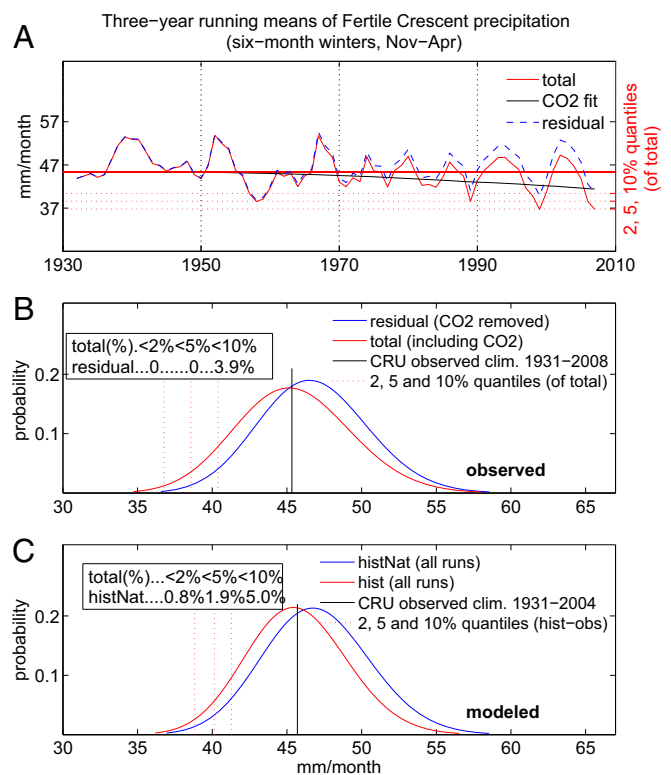 Three−year running means of Fertile Crescent precipitation
(six−month winters, Nov−Apr)
A
total
CO2 fit
residual
57
47
37
mm/month
2, 5, 10% quantiles
(of total)
1930 1950 1970 1990 2010
B
total(%).<2%<5%<10%
residual...0......0...3.9%
residual (CO2 removed)
total (including CO2)
CRU observed clim. 1931−2008
2, 5 and 10% quantiles (of total)
0.2
0.1
probability
observed
30 35 40 45 50 55 60 65
C
total(%)...<2%<5%<10%
histNat....0.8%1.9%5.0%
histNat (all runs)
hist (all runs)
CRU observed clim. 1931−2004
2, 5 and 10% quantiles (hist−obs)
0.2
0.1
probability
modeled
30 35 40 45 50 55 60 65
mm/month